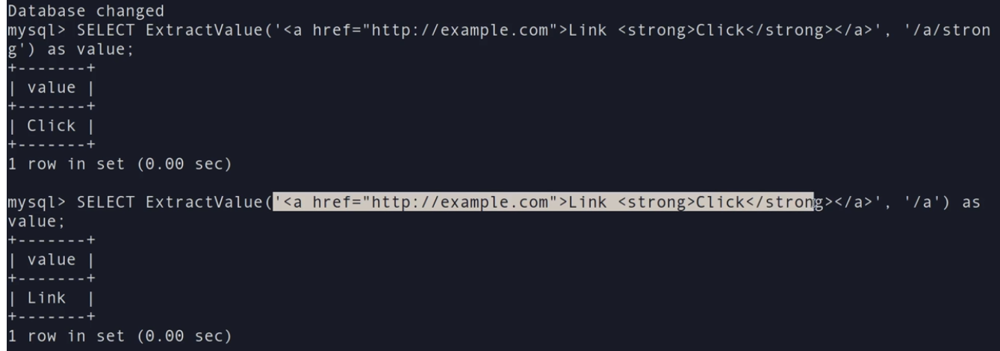 Database changed
mysql> SELECT ExtractValue('<a href="http://example.com">Link <strong>Click</strong></a>', '/a/stron
g') as value;
+-------+
| value |
+-------+
| Click |
+-------+
1 row in set (0.00 sec)

mysql> SELECT ExtractValue('<a href="http://example.com">Link <strong>Click</strong></a>', '/a') as
value;
+-------+
| value |
+-------+
| Link  |
+-------+
1 row in set (0.00 sec)